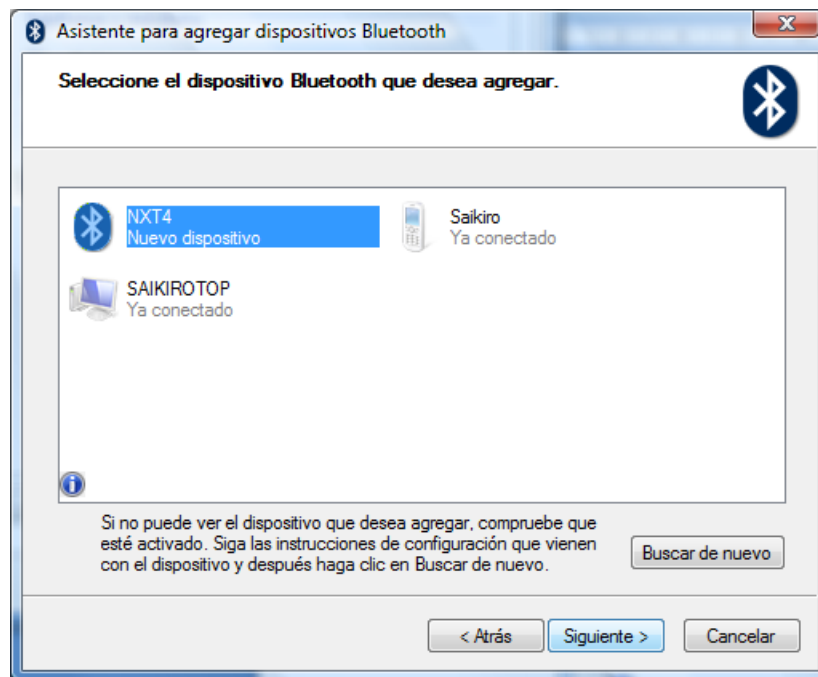 Asistente para agregar dispositivos Bluetooth
Seleccione el dispositivo Bluetooth que desea agregar.
NXT4
Nuevo dispositivo
Saikiro
Ya conectado
SAIKIROTOP
Ya conectado
Si no puede ver el dispositivo que desea agregar, compruebe que
esté activado. Siga las instrucciones de configuración que vienen
con el dispositivo y después haga clic en Buscar de nuevo.
Buscar de nuevo
< Atrás
Siguiente >
Cancelar